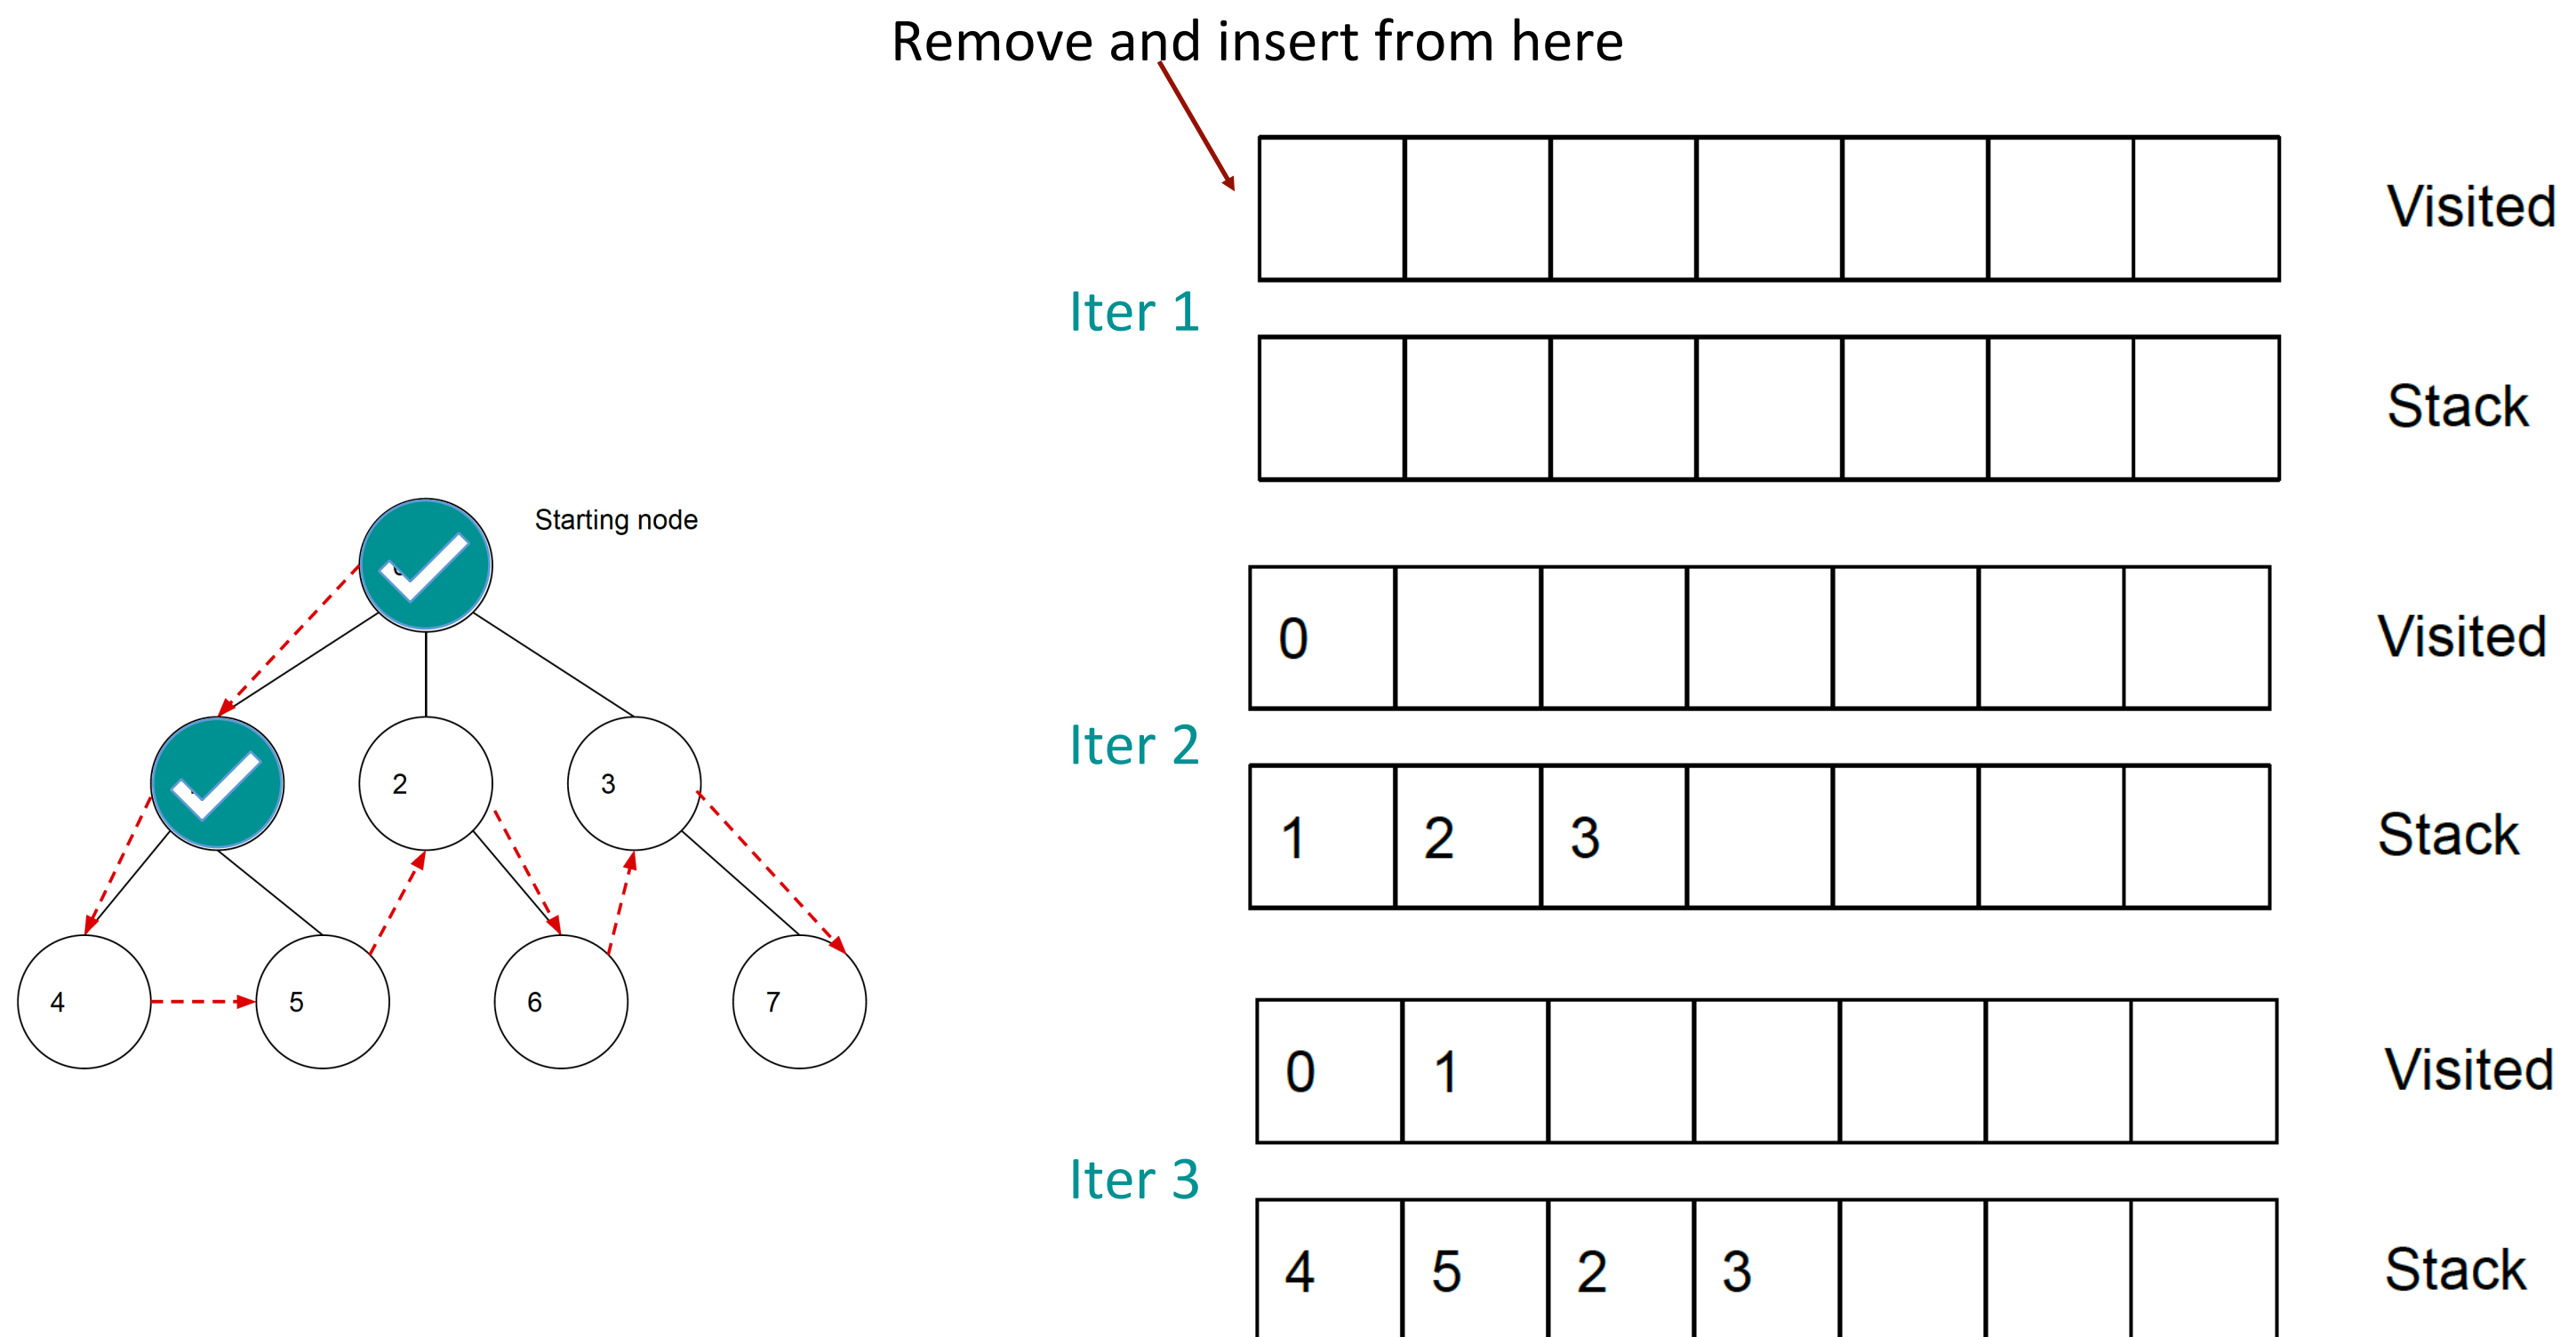 Remove and insert from here
Visited
Iter 1
Stack
Starting node
0
Visited
Iter 2
1 2 3
Stack
2
3
4
5
6
7
0 1
Visited
Iter 3
4 5 2 3
Stack